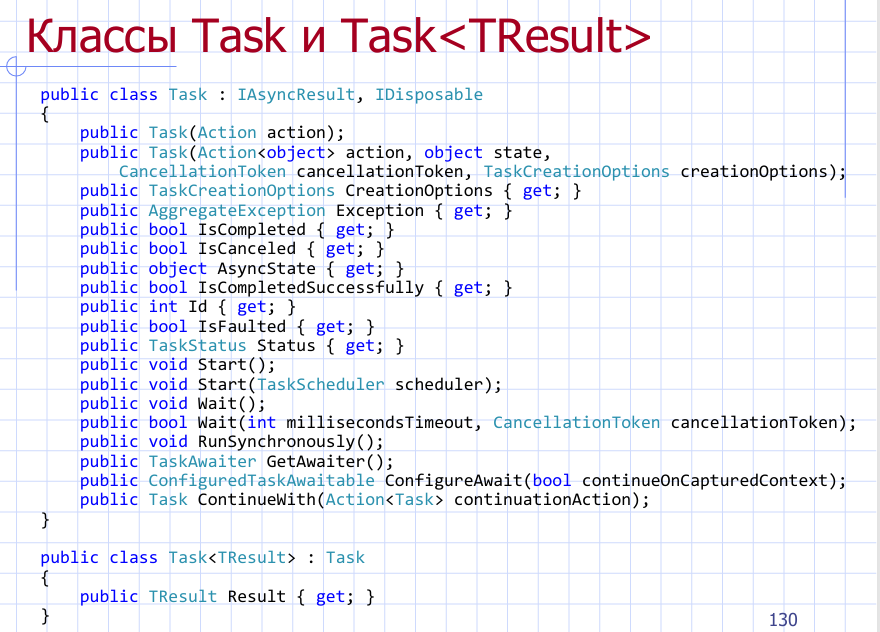 Классы Task и Task<TResult>
public class Task : IAsyncResult, IDisposable
{
public Task(Action action);
public Task(Action<object> action, object state,
CancellationToken cancellationToken, TaskCreationOptions creationOptions);
public TaskCreationOptions CreationOptions { get; }
public AggregateException Exception { get; }
public bool IsCompleted { get; }
public bool IsCanceled { get; }
public object AsyncState { get; }
public bool IsCompletedSuccessfully { get; }
public int Id { get; }
public bool IsFaulted { get; }
public TaskStatus Status { get; }
public void Start();
public void Start(TaskScheduler scheduler);
public void Wait();
public bool Wait(int millisecondsTimeout, CancellationToken cancellationToken);
public void RunSynchronously();
public TaskAwaiter GetAwaiter();
public ConfiguredTaskAwaitable ConfigureAwait(bool continueOnCapturedContext);
public Task ContinueWith(Action<Task> continuationAction);
}
public class Task<TResult> : Task
{
public TResult Result { get; }
}
130